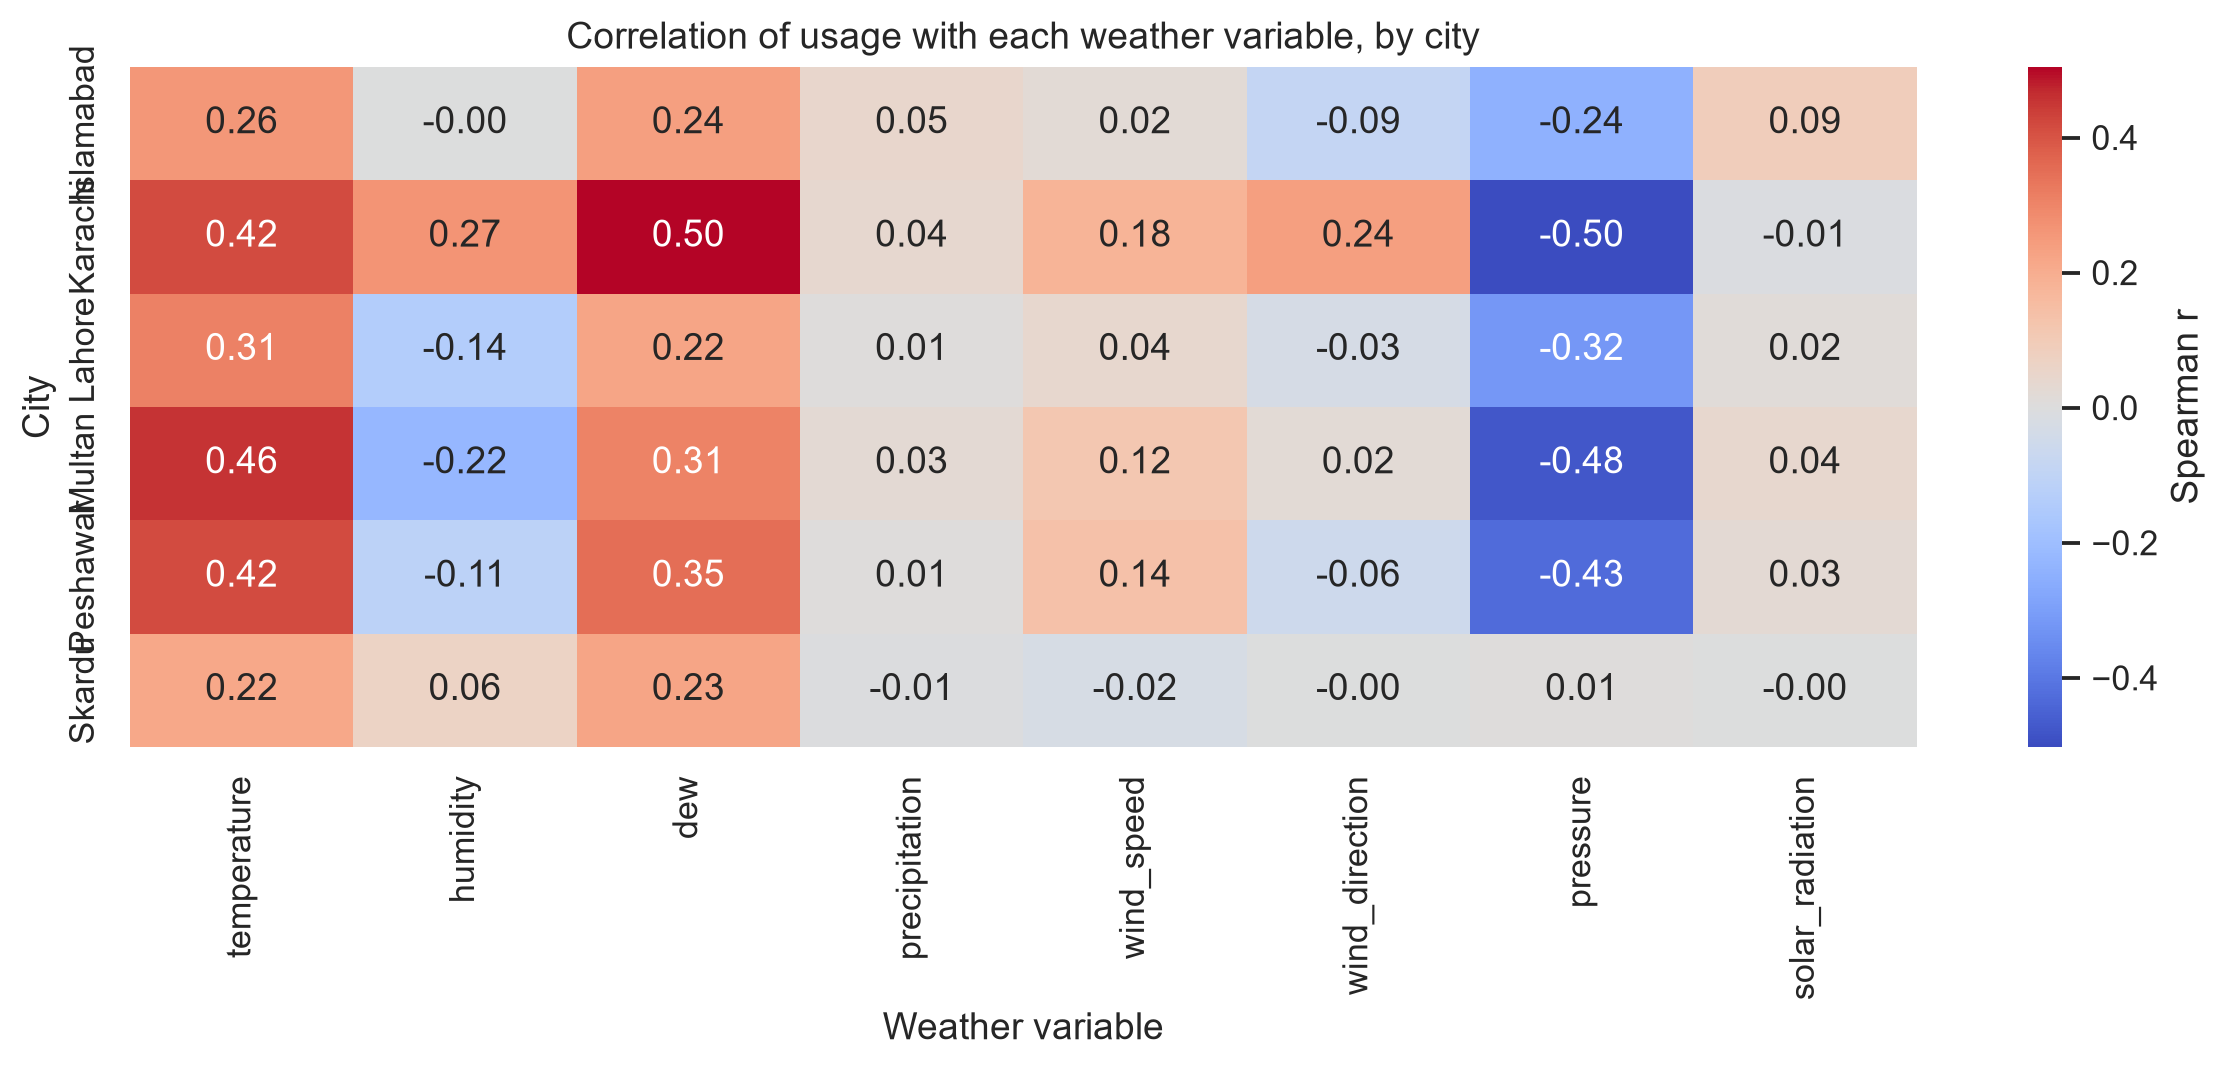 Correlation of usage with each weather variable, by city
City
Islamabad 0.26 -0.00 0.24 0.05 0.02 -0.09 -0.24 0.09
Karachi 0.42 0.27 0.50 0.04 0.18 0.24 -0.50 -0.01
Lahore 0.31 -0.14 0.22 0.01 0.04 -0.03 -0.32 0.02
Multan 0.46 -0.22 0.31 0.03 0.12 0.02 -0.48 0.04
Peshawar 0.42 -0.11 0.35 0.01 0.14 -0.06 -0.43 0.03
Skardu 0.22 0.06 0.23 -0.01 -0.02 -0.00 0.01 -0.00
temperature humidity dew precipitation wind_speed wind_direction pressure solar_radiation
Weather variable
0.4
0.2
0.0
−0.2
−0.4
Spearman r